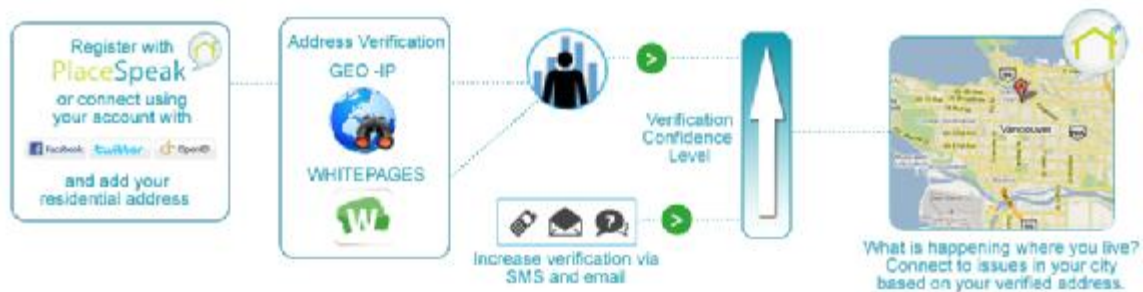 Register with
PlaceSpeak
or connect using
your account with
Facebook twitter OpenID
and add your
residential address
Address Verification
GEO -IP
WHITEPAGES
W
Increase verification via
SMS and email
Verification
Confidence
Level
Vancouver
What is happening where you live?
Connect to issues in your city
based on your verified address.